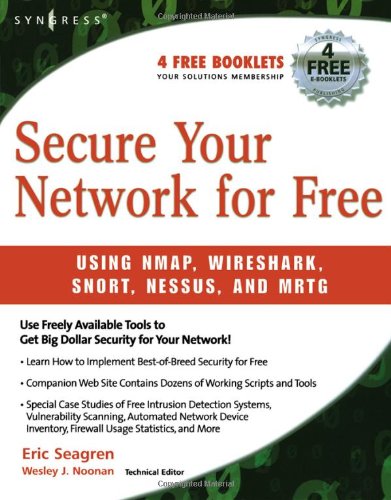 SYNGRESS
4 FREE BOOKLETS
YOUR SOLUTIONS MEMBERSHIP
SYNGRESS
4
FREE
E-BOOKLETS
PUBLISHING
Secure Your
Network for Free
USING NMAP, WIRESHARK,
SNORT, NESSUS, AND MRTG
Use Freely Available Tools to
Get Big Dollar Security for Your Network!
• Learn How to Implement Best-of-Breed Security for Free
• Companion Web Site Contains Dozens of Working Scripts and Tools
• Special Case Studies of Free Intrusion Detection Systems,
Vulnerability Scanning, Automated Network Device
Inventory, Firewall Usage Statistics, and More
Eric Seagren
Wesley J. Noonan Technical Editor
Copyrighted Material